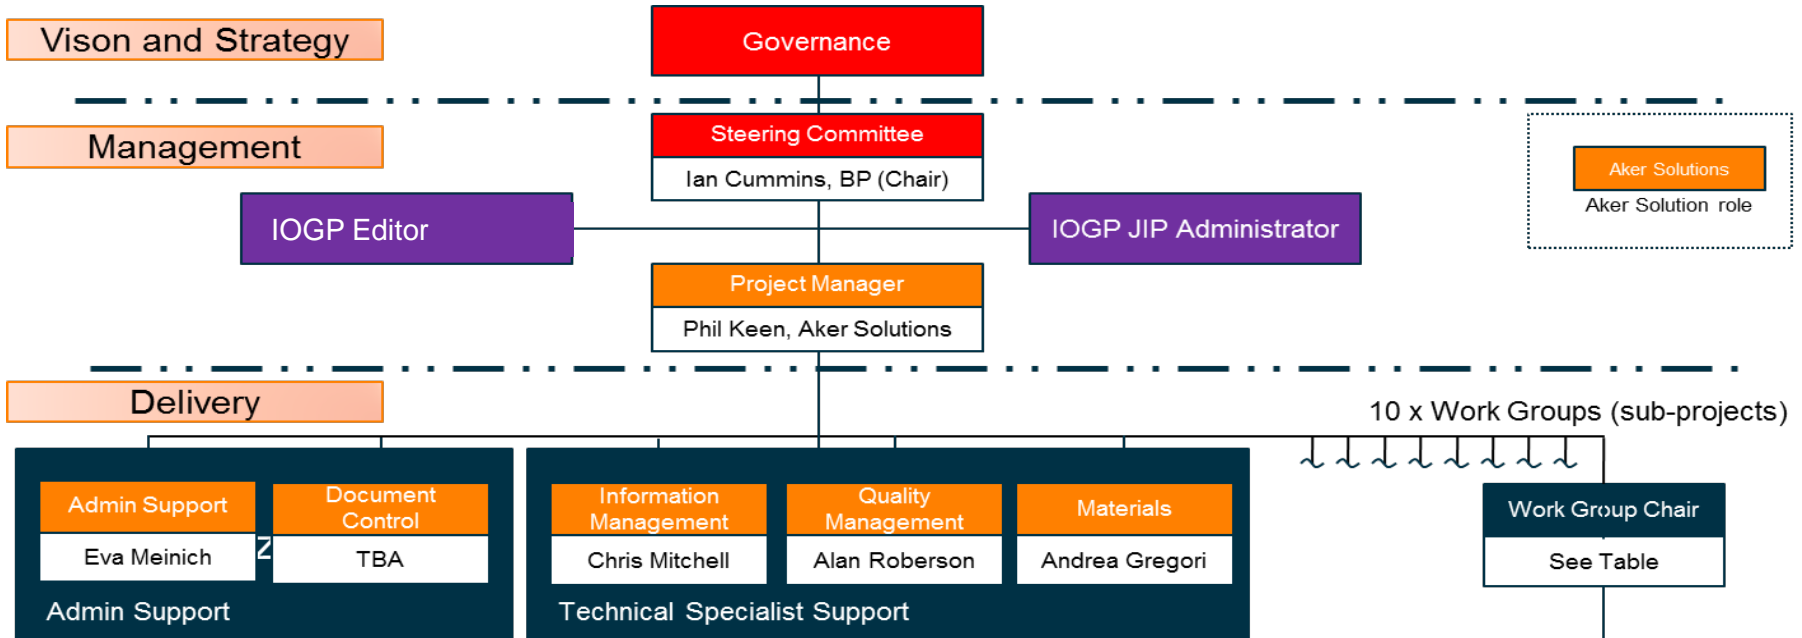 Vison and Strategy
Governance
Management
Steering Committee
Ian Cummins, BP (Chair)
Aker Solutions
Aker Solution role
IOGP Editor
IOGP JIP Administrator
Project Manager
Phil Keen, Aker Solutions
Delivery
10 x Work Groups (sub-projects)
Admin Support
Eva Meinich
Z
Document
Control
TBA
Admin Support
Information
Management
Chris Mitchell
Quality
Management
Alan Roberson
Materials
Andrea Gregori
Technical Specialist Support
Work Group Chair
See Table